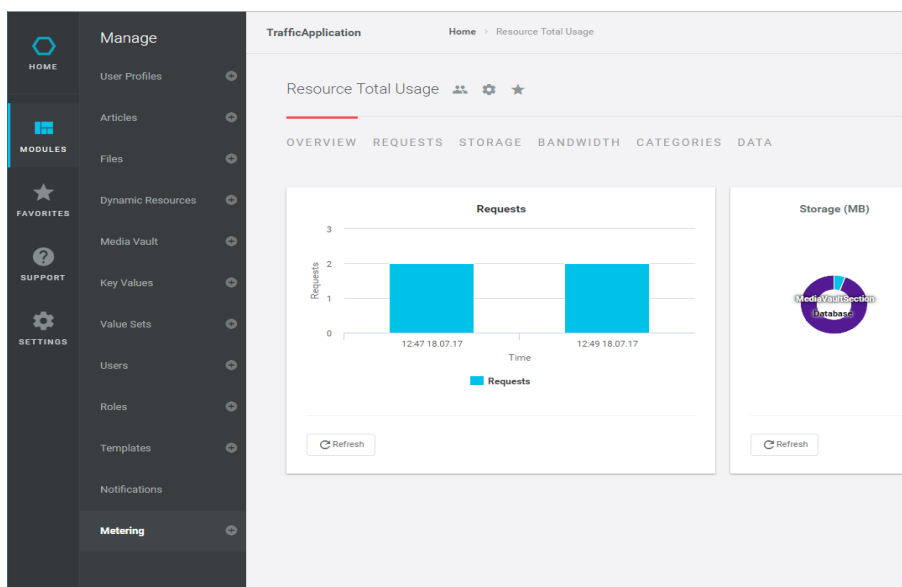 HOME
MODULES
FAVORITES
SUPPORT
SETTINGS
Manage
User Profiles
Articles
Files
Dynamic Resources
Media Vault
Key Values
Value Sets
Users
Roles
Templates
Notifications
Metering
TrafficApplication
Home > Resource Total Usage
Resource Total Usage
OVERVIEW REQUESTS STORAGE BANDWIDTH CATEGORIES DATA
Requests
3
2
1
0
Requests
12:47 18.07.17 12:49 18.07.17
Time
Requests
Refresh
Storage (MB)
MediaVaultSection
Database
Refresh